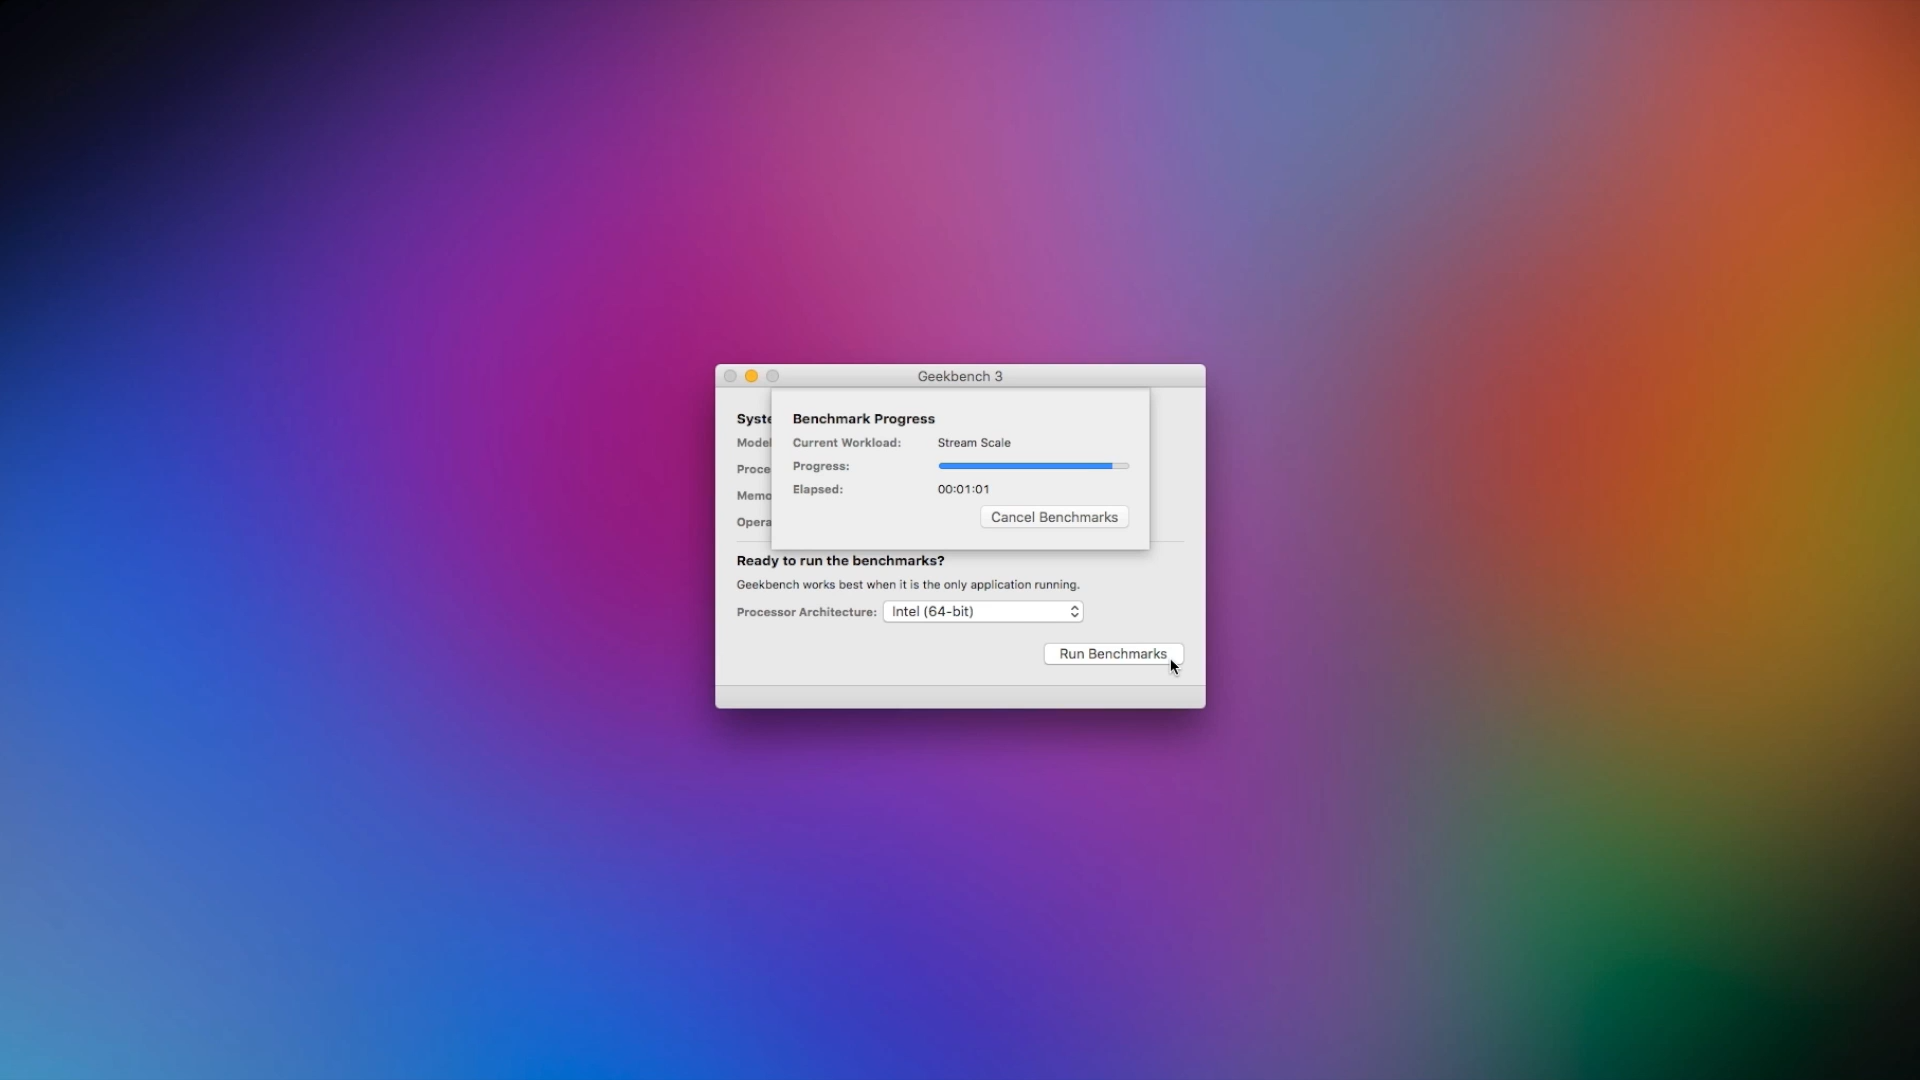 Geekbench 3
Syste
Benchmark Progress
Model
Current Workload: Stream Scale
Proce
Progress:
Memo
Elapsed: 00:01:01
Opera
Cancel Benchmarks
Ready to run the benchmarks?
Geekbench works best when it is the only application running.
Processor Architecture: Intel (64-bit)
Run Benchmarks